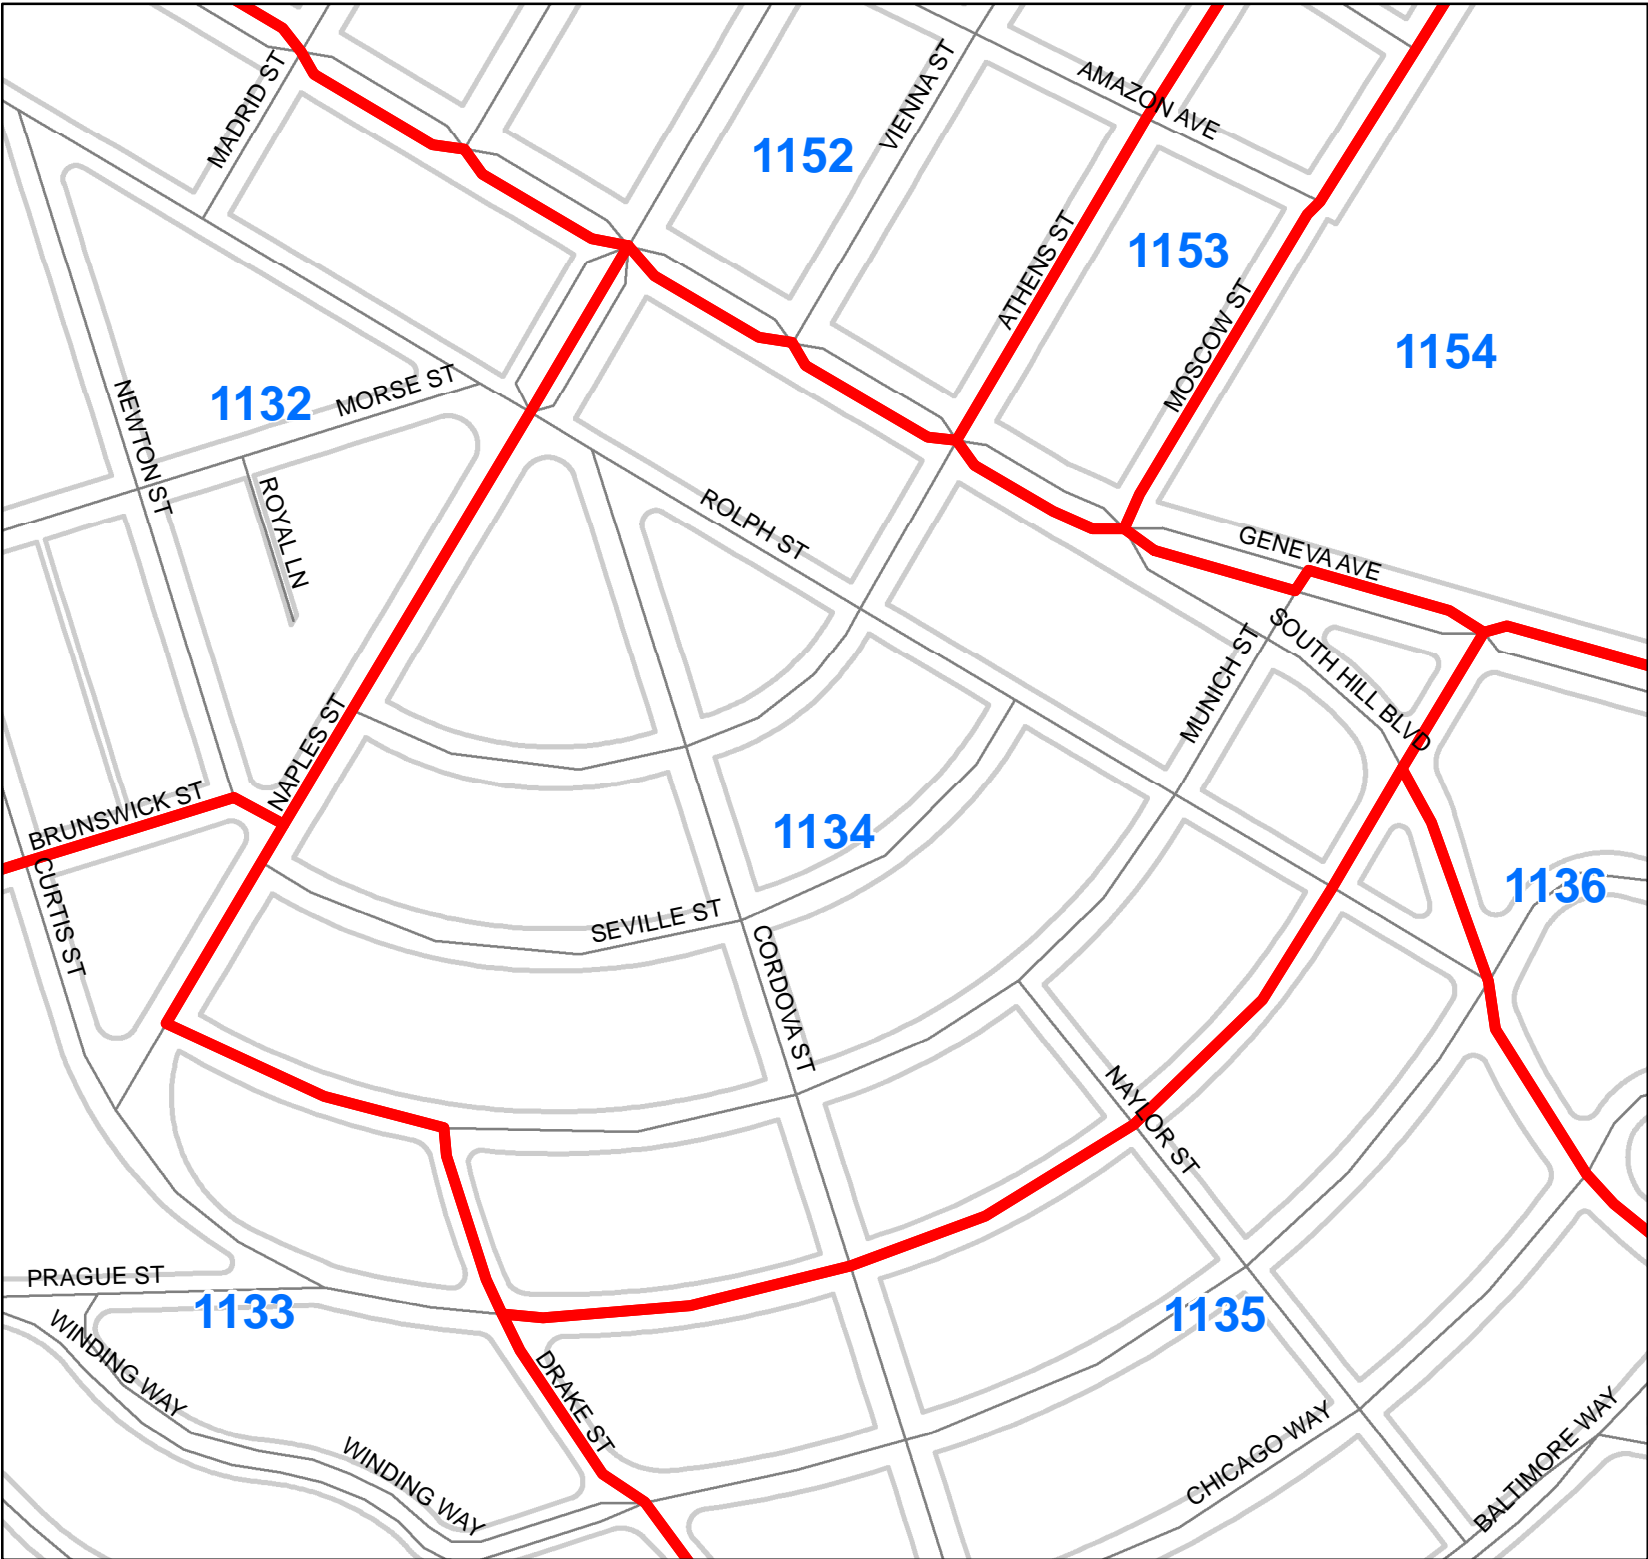 MADRID ST
VIENNA ST
AMAZON AVE
1152
ATHENS ST
1153
MOSCOW ST
1154
NEWTON ST
1132
MORSE ST
ROYAL LN
ROLPH ST
GENEVA AVE
SOUTH HILL BLVD
MUNICH ST
NAPLES ST
BRUNSWICK ST
CURTIS ST
1134
1136
SEVILLE ST
CORDOVA ST
NAYLOR ST
PRAGUE ST
1133
1135
WINDING WAY
DRAKE ST
WINDING WAY
CHICAGO WAY
BALTIMORE WAY